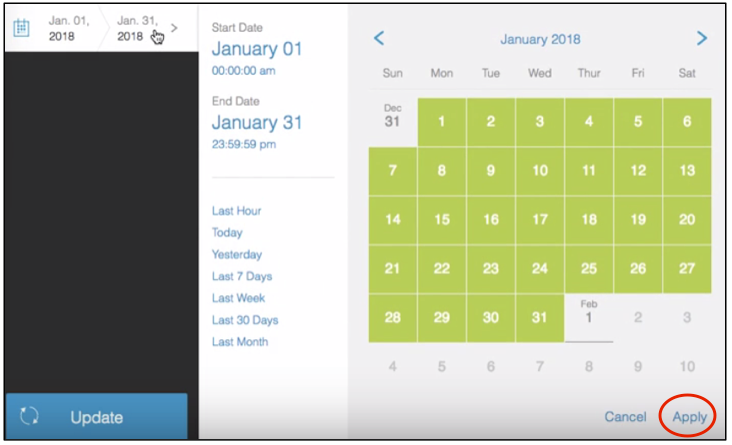 Jan. 01,
2018
Jan. 31,
2018
Start Date
January 01
00:00:00 am
End Date
January 31
23:59:59 pm
Last Hour
Today
Yesterday
Last 7 Days
Last Week
Last 30 Days
Last Month
Update
January 2018
Sun Mon Tue Wed Thur Fri Sat
Dec
31 1 2 3 4 5 6
7 8 9 10 11 12 13
14 15 16 17 18 19 20
21 22 23 24 25 26 27
Feb
28 29 30 31 1 2 3
4 5 6 7 8 9 10
Cancel Apply